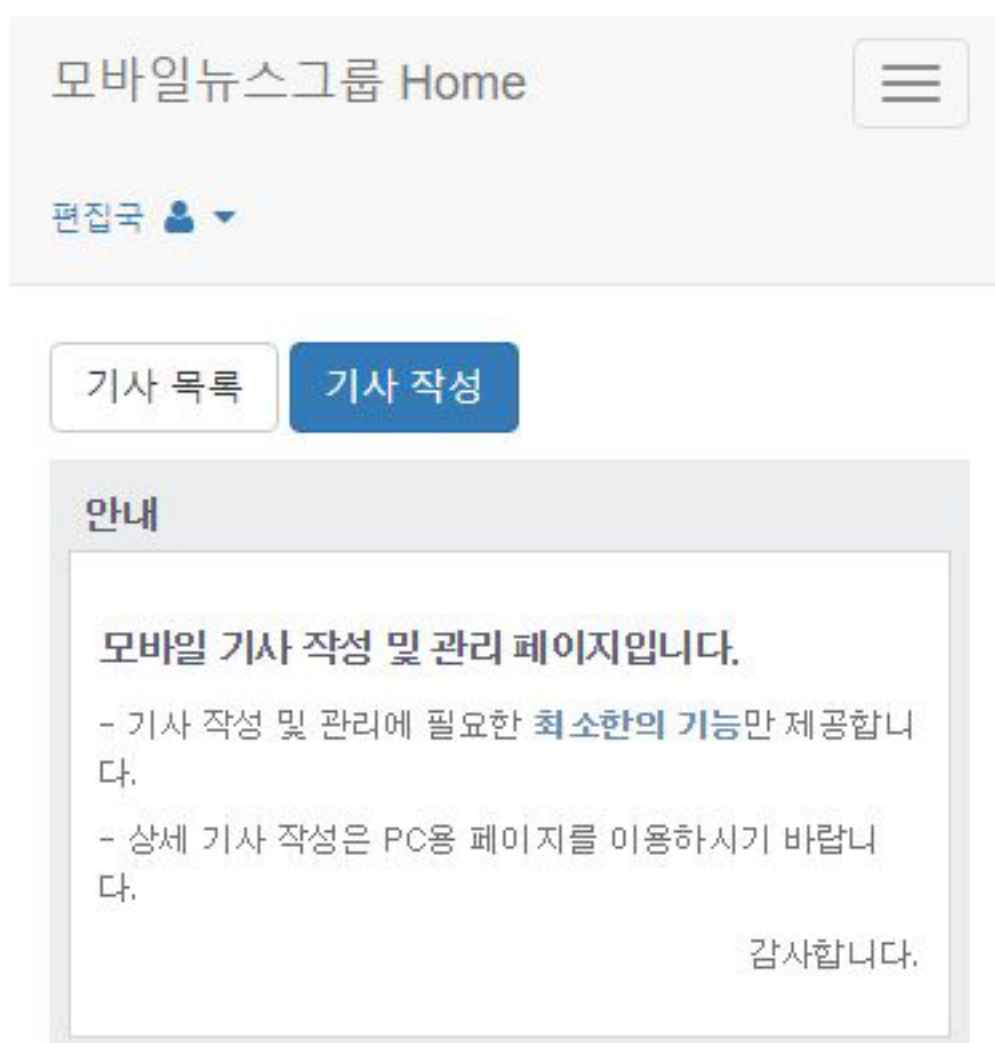 모바일뉴스그룹 Home
편집국
기사 목록
기사 작성
안내
모바일 기사 작성 및 관리 페이지입니다.
- 기사 작성 및 관리에 필요한 최소한의 기능만 제공합니
다.
- 상세 기사 작성은 PC용 페이지를 이용하시기 바랍니
다.
감사합니다.